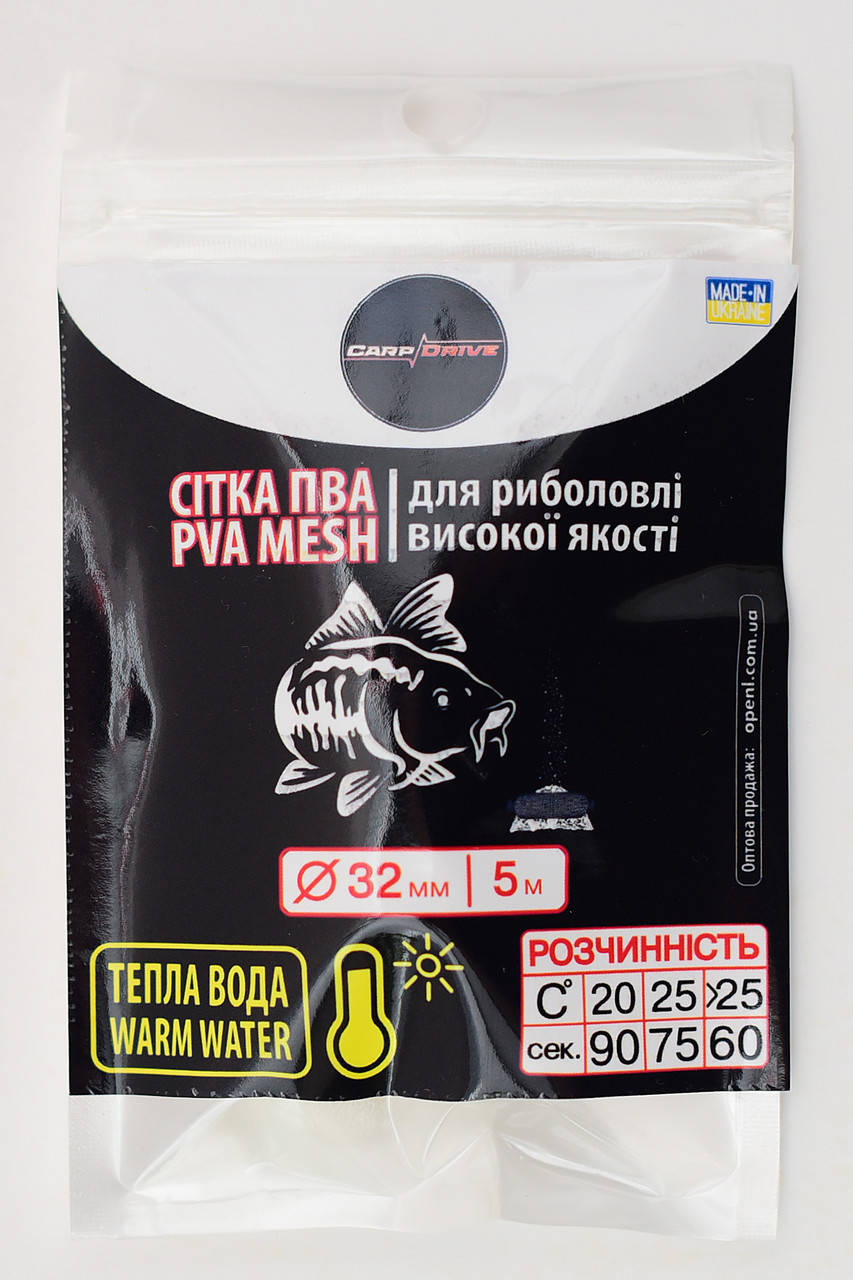 MADE·IN
UKRAINE
CARP DRIVE
СІТКА ПВА
PVA MESH
для риболовлі
високої якості
Оптова продажа: openl.com.ua
Ø 32 мм | 5 м
ТЕПЛА ВОДА
WARM WATER
РОЗЧИННІСТЬ
C° 20 25 >25
сек. 90 75 60